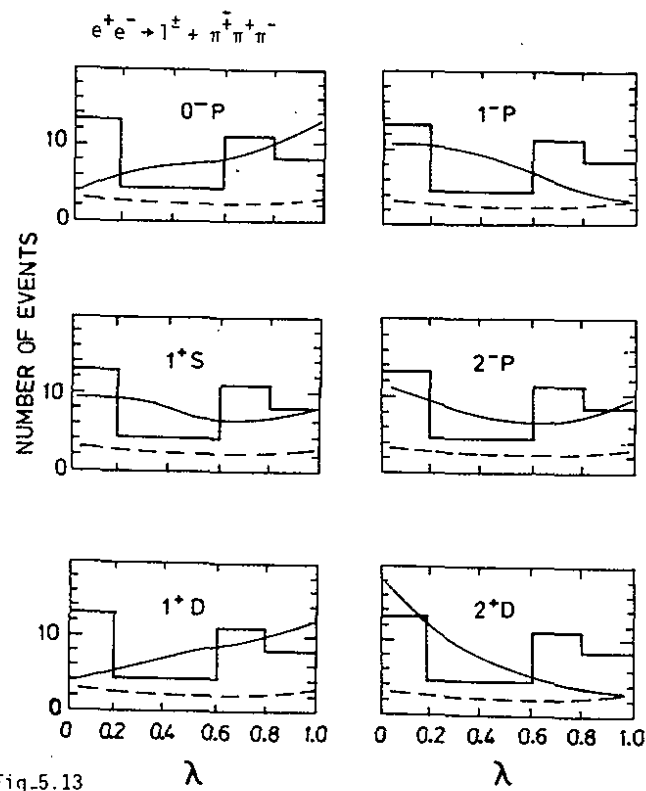 e⁺e⁻ → l± + π∓π⁺π⁻
0⁻P
1⁻P
10
0
1⁺S
2⁻P
10
0
NUMBER OF EVENTS
1⁺D
2⁺D
10
0
0 0.2 0.4 0.6 0.8 1.0
0 0.2 0.4 0.6 0.8 1.0
λ
λ
Fig.5.13